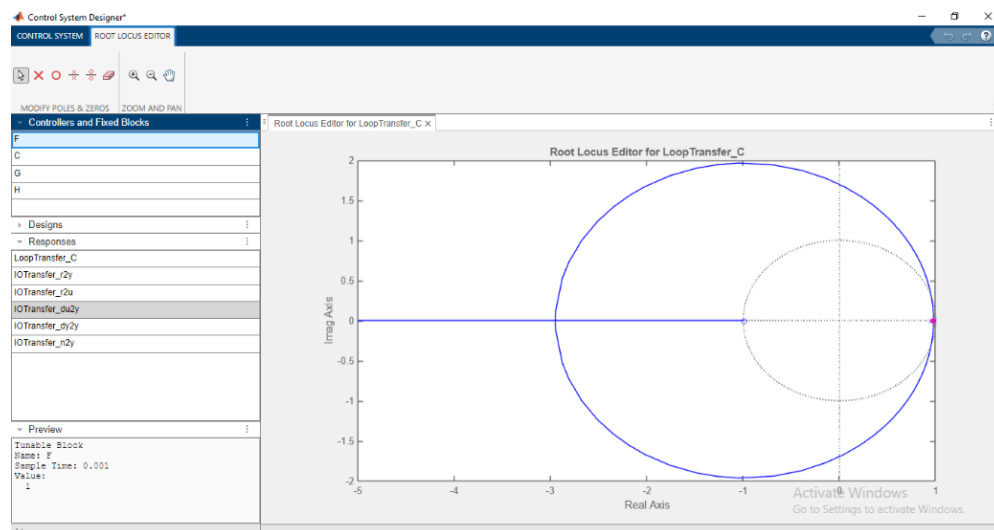 Control System Designer*
CONTROL SYSTEM
ROOT LOCUS EDITOR
MODIFY POLES & ZEROS
ZOOM AND PAN
Controllers and Fixed Blocks
F
C
G
H
Designs
Responses
LoopTransfer_C
IOTransfer_r2y
IOTransfer_r2u
IOTransfer_du2y
IOTransfer_dy2y
IOTransfer_n2y
Preview
Tunable Block
Name: F
Sample Time: 0.001
Value:
1
Root Locus Editor for LoopTransfer_C
Root Locus Editor for LoopTransfer_C
2
1.5
1
0.5
0
-0.5
-1
-1.5
-2
Imag Axis
-5 -4 -3 -2 -1 0 1
Real Axis
Activate Windows
Go to Settings to activate Windows.